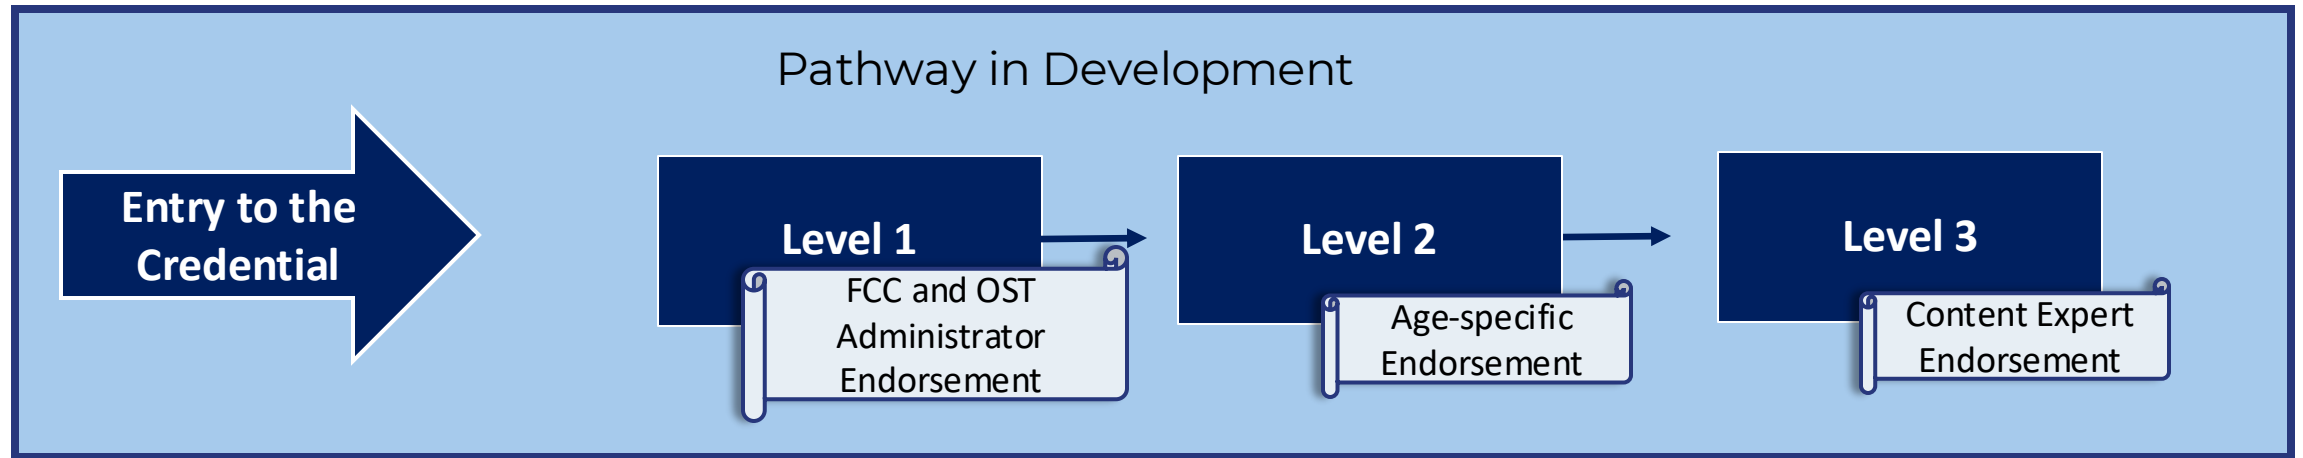 Pathway in Development
Entry to the
Credential
Level 1
FCC and OST
Administrator
Endorsement
Level 2
Age-specific
Endorsement
Level 3
Content Expert
Endorsement